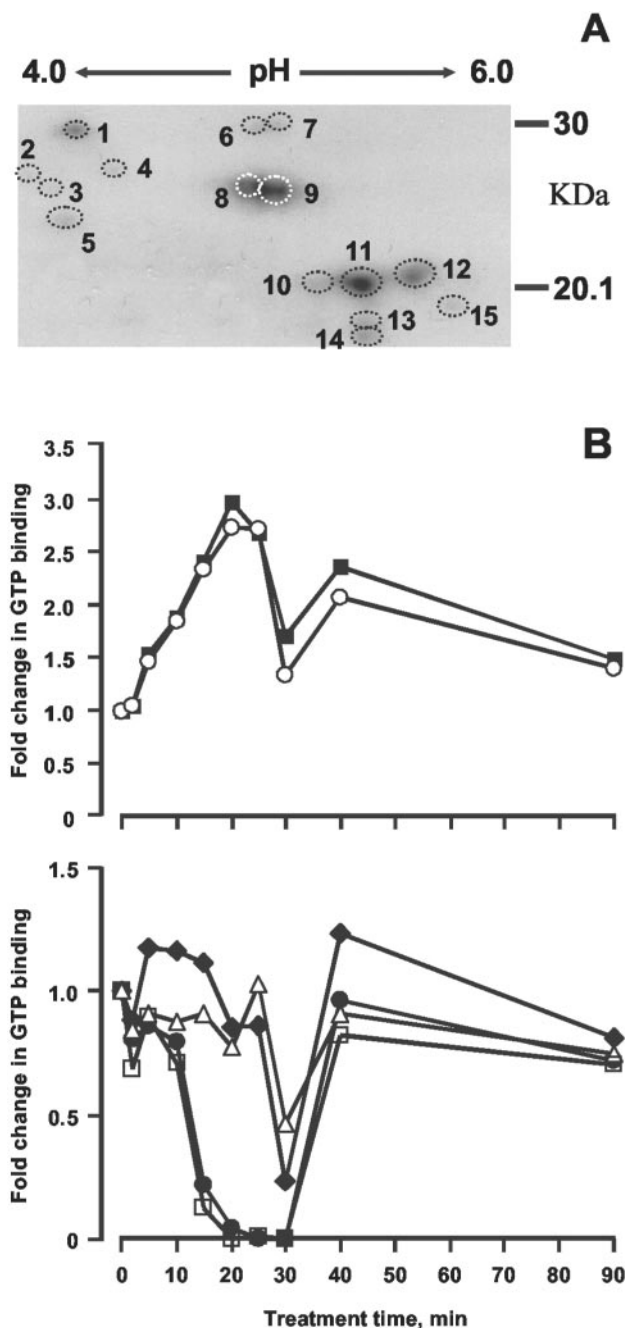 A
4.0 pH 6.0
30
6 7
1
2 4
3
KDa
8 9
5
11 12
10 20.1
13 15
14
B
3.5
3.0
2.5
2.0
1.5
1.0
0.5
0
Fold change in GTP binding
1.5
1.0
0.5
0
Fold change in GTP binding
0 10 20 30 40 50 60 70 80 90
Treatment time, min